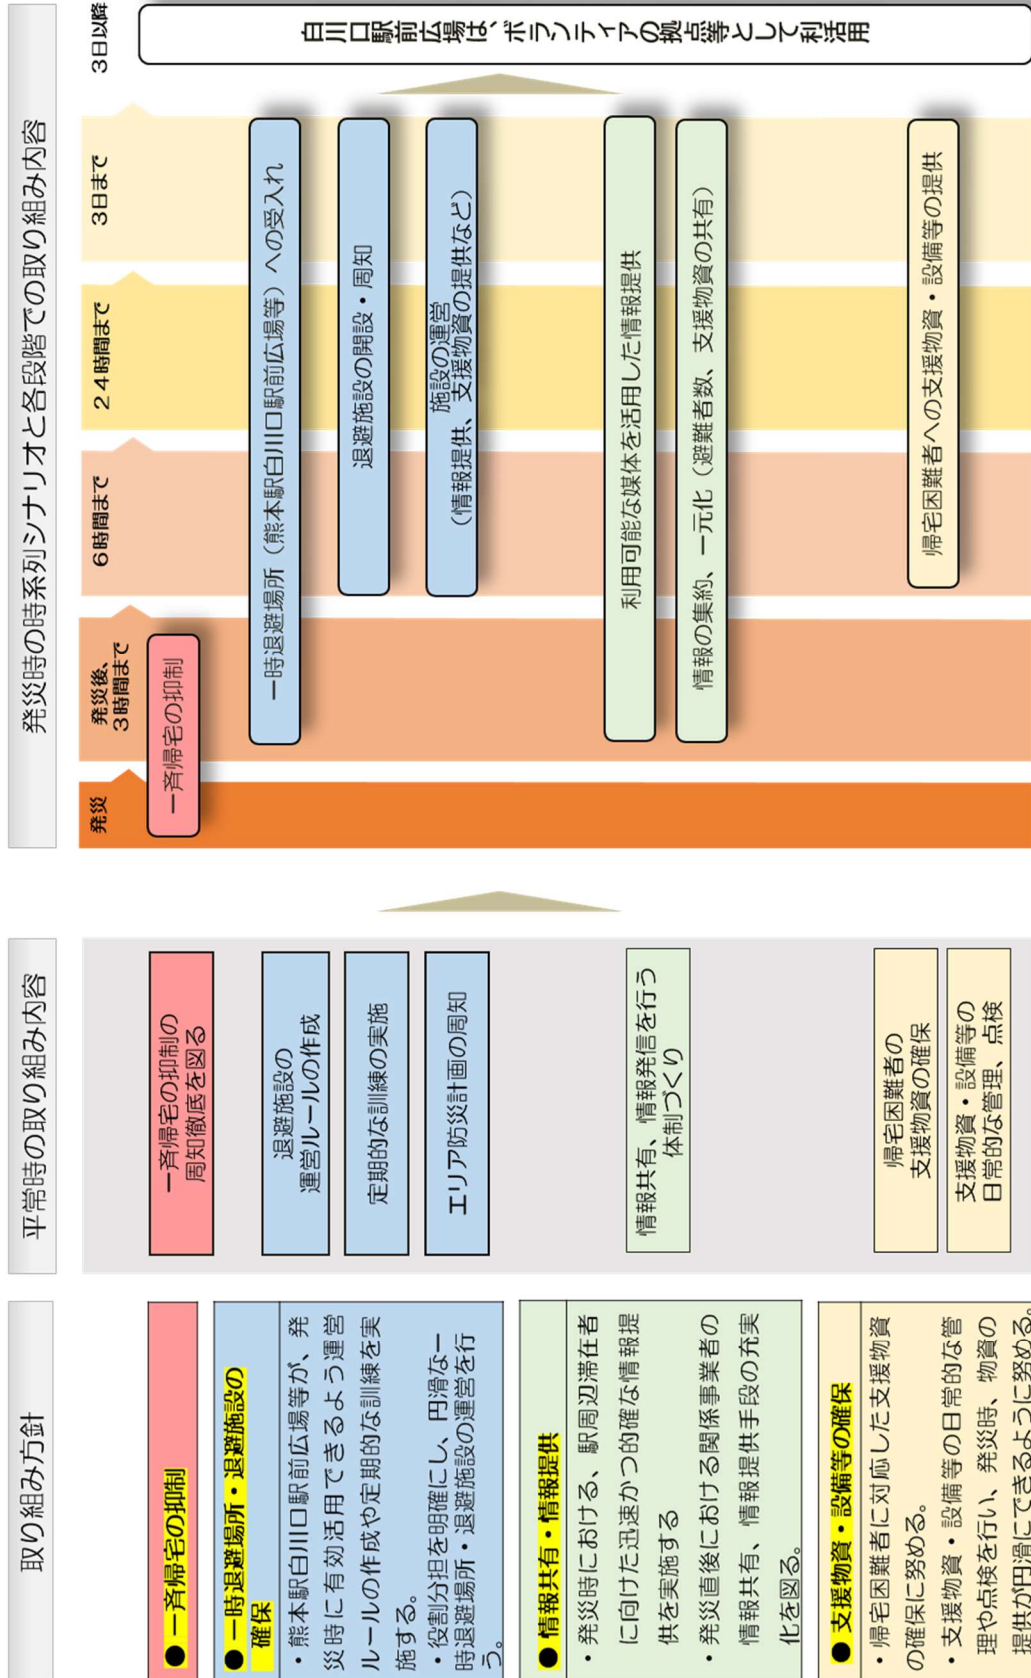 取り組み方針
● 一斉帰宅の抑制
● 一時退避場所・退避施設の
確保
・熊本駅白川口駅前広場等が、発
災時に有効活用できるよう運営
ルールの作成や定期的な訓練を実
施する。
・役割分担を明確にし、円滑な一
時退避場所・退避施設の運営を行
う。
● 情報共有・情報提供
・発災時における、駅周辺滞在者
に向けた迅速かつ的確な情報提
供を実施する
・発災直後における関係事業者の
情報共有、情報提供手段の充実
化を図る。
● 支援物資・設備等の確保
・帰宅困難者に対応した支援物資
の確保に努める。
・支援物資・設備等の日常的な管
理や点検を行い、発災時、物資の
提供が円滑にできるように努める。
平常時の取り組み内容
一斉帰宅の抑制の
周知徹底を図る
退避施設の
運営ルールの作成
定期的な訓練の実施
エリア防災計画の周知
情報共有、情報発信を行う
体制づくり
帰宅困難者の
支援物資の確保
支援物資・設備等の
日常的な管理、点検
発災時の時系列シナリオと各段階での取り組み内容
発災
発災後、
3時間まで
6時間まで
24時間まで
3日まで
3日以降
一斉帰宅の抑制
一時退避場所（熊本駅白川口駅前広場等）への受入れ
退避施設の開設・周知
施設の運営
（情報提供、支援物資の提供など）
利用可能な媒体を活用した情報提供
情報の集約、一元化（避難者数、支援物資の共有）
帰宅困難者への支援物資・設備等の提供
白川口駅前広場は、ボランティアの拠点等として利活用